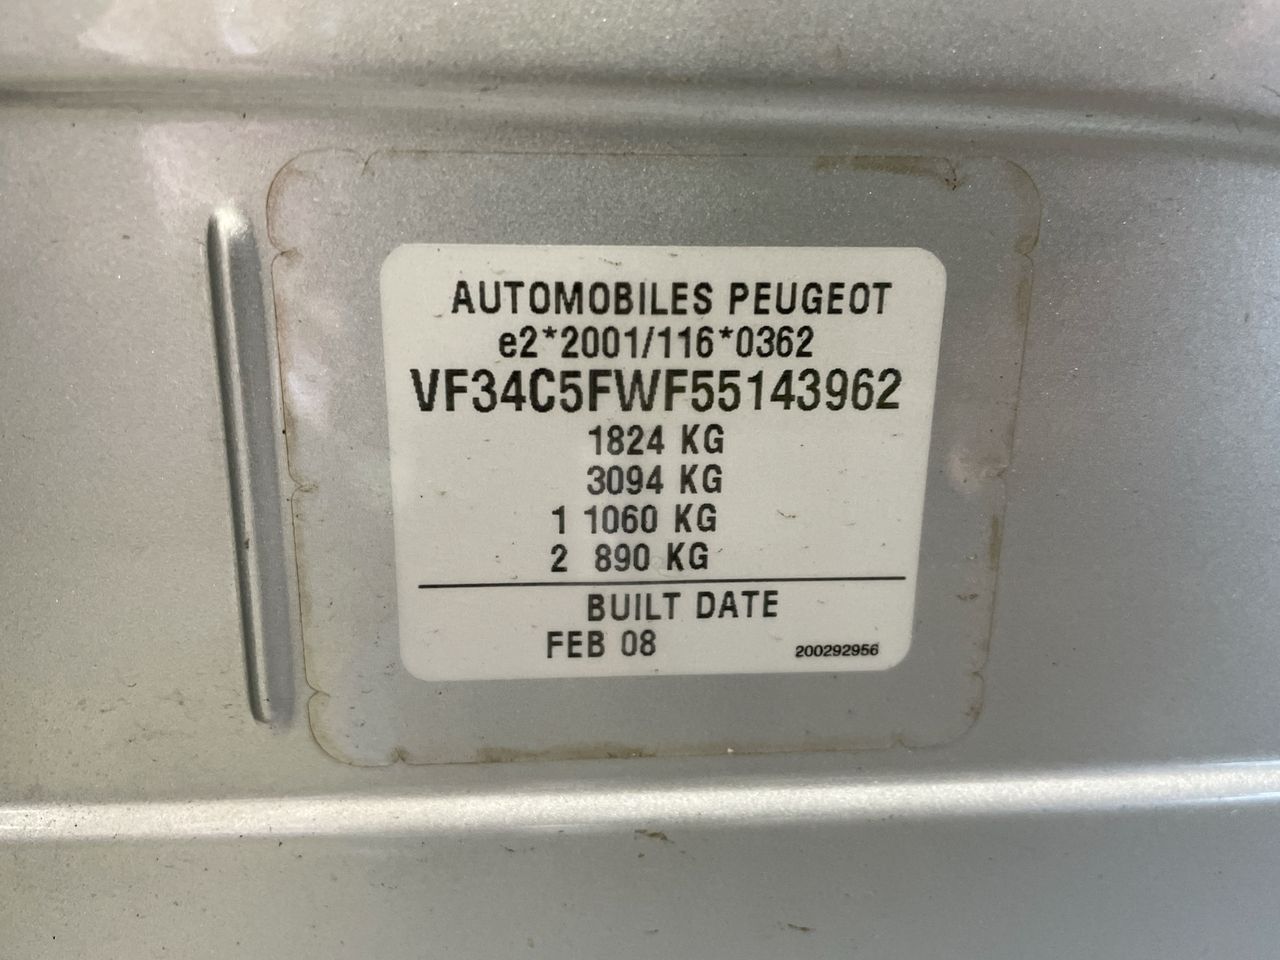 AUTOMOBILES PEUGEOT
e2*2001/116*0362
VF34C5FWF55143962
1824 KG
3094 KG
1 1060 KG
2 890 KG
BUILT DATE
FEB 08
200292956